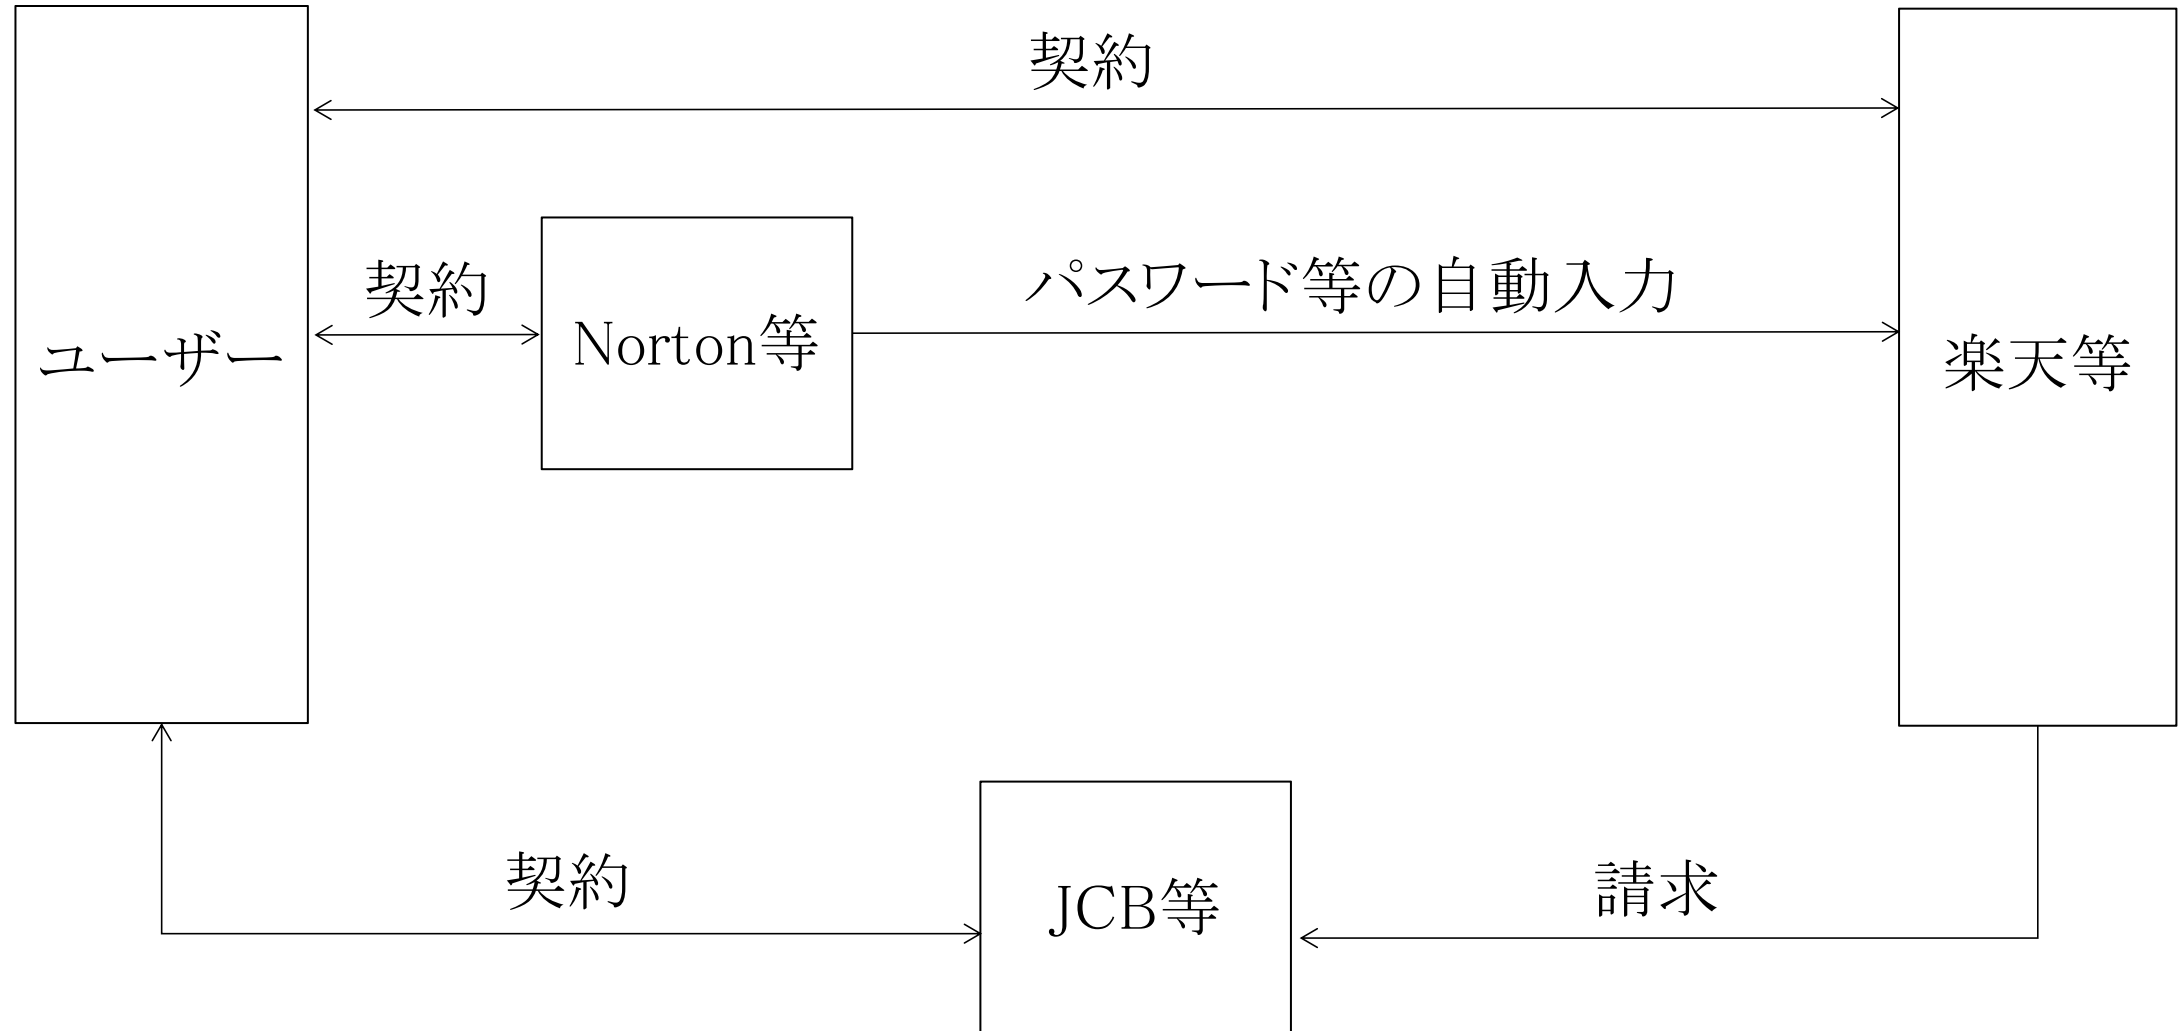 契約
契約
パスワード等の自動入力
ユーザー
Norton等
楽天等
契約
JCB等
請求